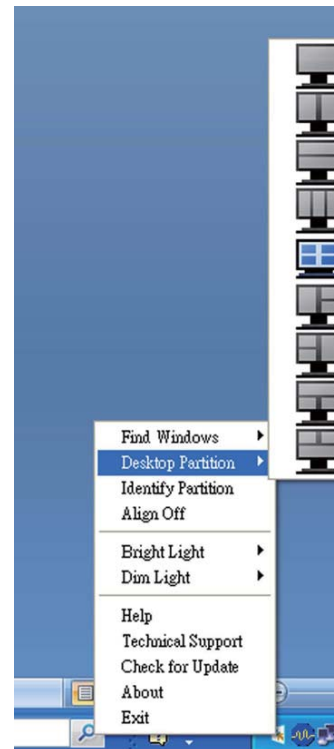 Find Windows
Desktop Partition
Identify Partition
Align Off
Bright Light
Dim Light
Help
Technical Support
Check for Update
About
Exit